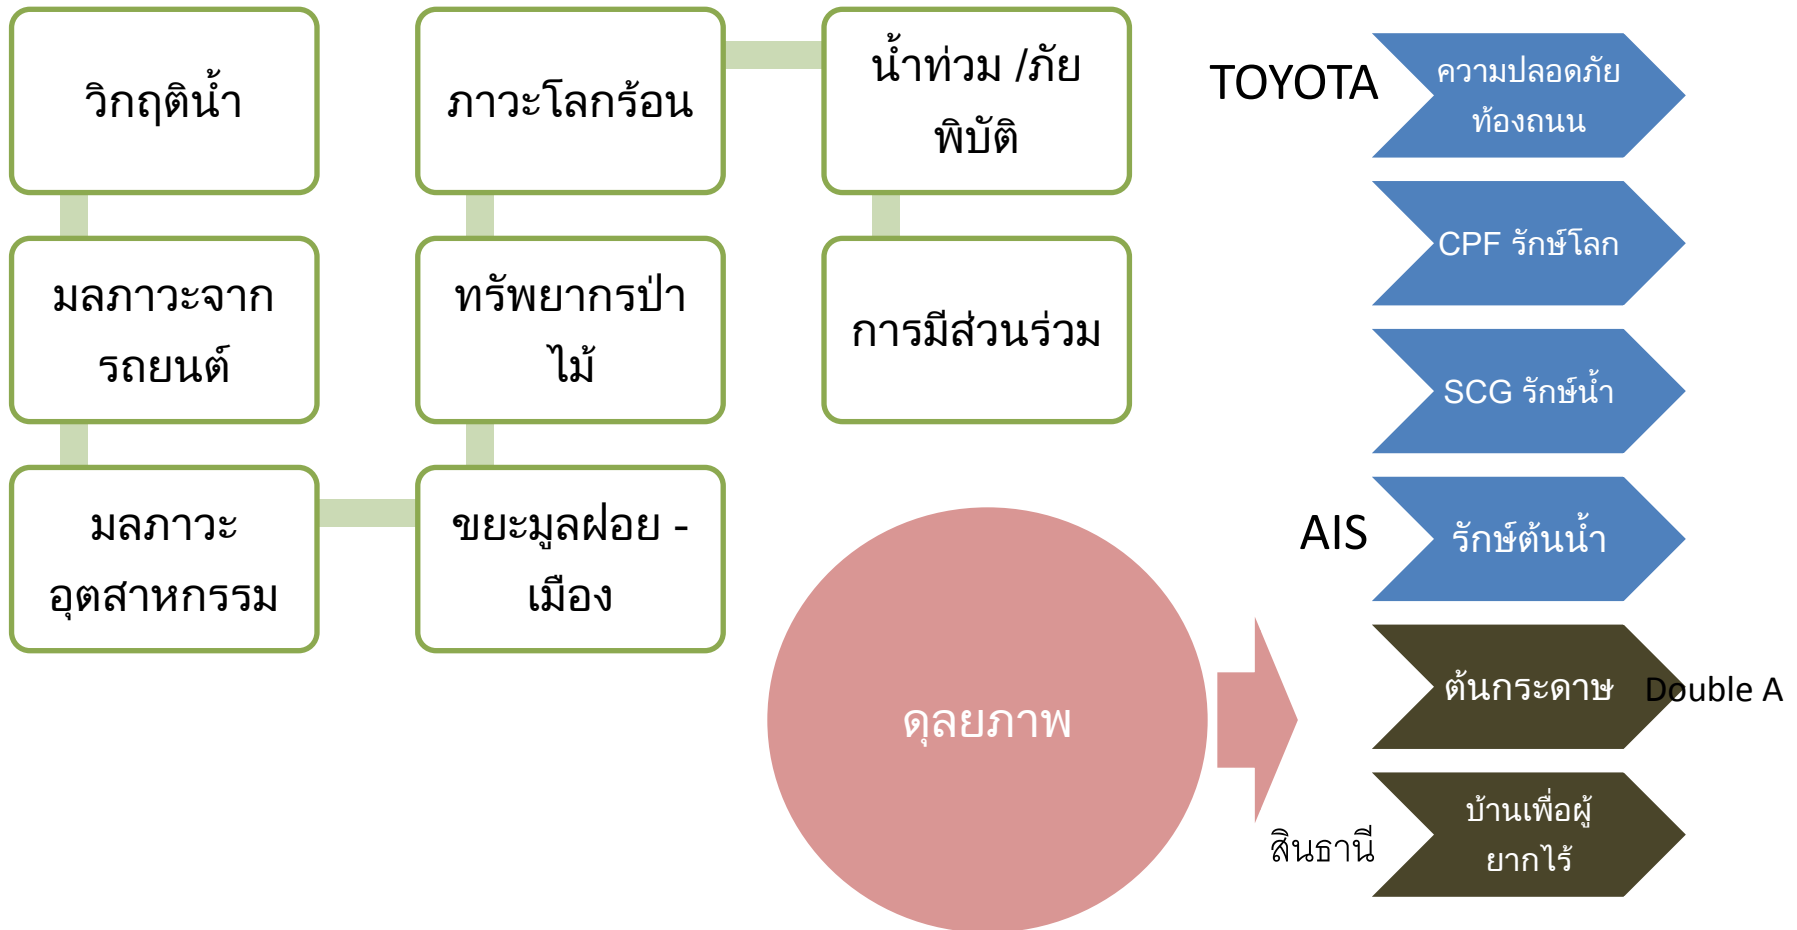 วิกฤติน้ำ
มลภาวะจาก
รถยนต์
มลภาวะ
อุตสาหกรรม
ขยะมูลฝอย -
เมือง
ทรัพยากรป่า
ไม้
ภาวะโลกร้อน
น้ำท่วม /ภัย
พิบัติ
การมีส่วนร่วม
ดุลยภาพ
TOYOTA
ความปลอดภัย
ท้องถนน
CPF รักษ์โลก
SCG รักษ์น้ำ
AIS
รักษ์ต้นน้ำ
ต้นกระดาษ
Double A
สินธานี
บ้านเพื่อผู้
ยากไร้